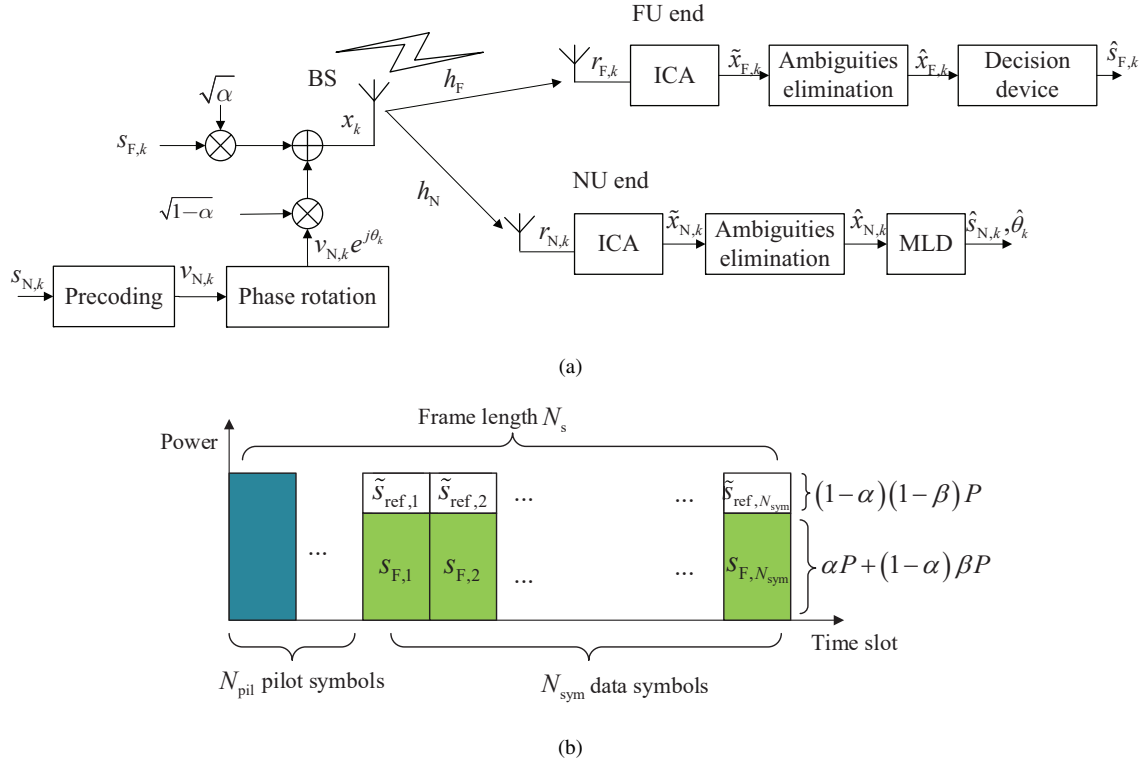 FU end
BS
√α
s_F,k
x_k
h_F
r_F,k
ICA
x̃_F,k
Ambiguities elimination
x̂_F,k
Decision device
ŝ_F,k
√1−α
h_N
NU end
r_N,k
ICA
x̃_N,k
Ambiguities elimination
x̂_N,k
MLD
ŝ_N,k, θ̂_k
v_N,k e^{jθ_k}
s_N,k
Precoding
v_N,k
Phase rotation
(a)
Frame length N_s
Power
s̃_ref,1
s̃_ref,2
...
...
s̃_ref,N_sym
(1−α)(1−β)P
...
s_F,1
s_F,2
...
...
s_F,N_sym
αP+(1−α)βP
Time slot
N_pil pilot symbols
N_sym data symbols
(b)